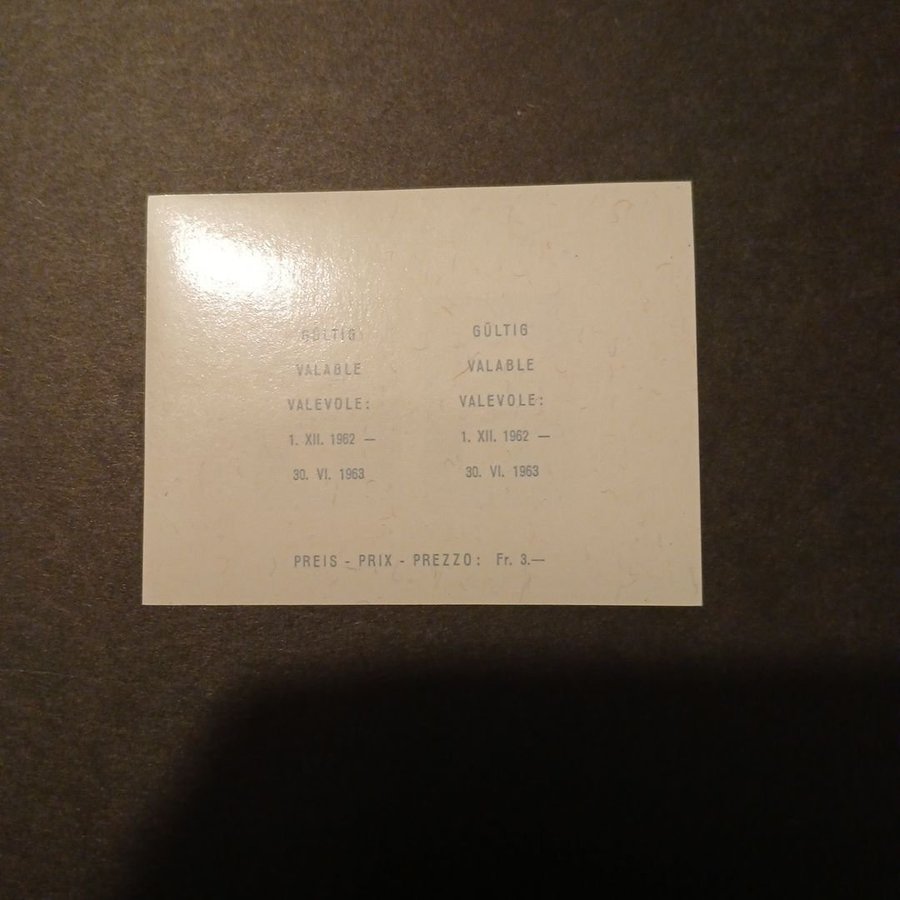 GÜLTIG
VALABLE
VALEVOLE:
1. XII. 1962 —
30. VI. 1963
GÜLTIG
VALABLE
VALEVOLE:
1. XII. 1962 —
30. VI. 1963
PREIS - PRIX - PREZZO: Fr. 3.—